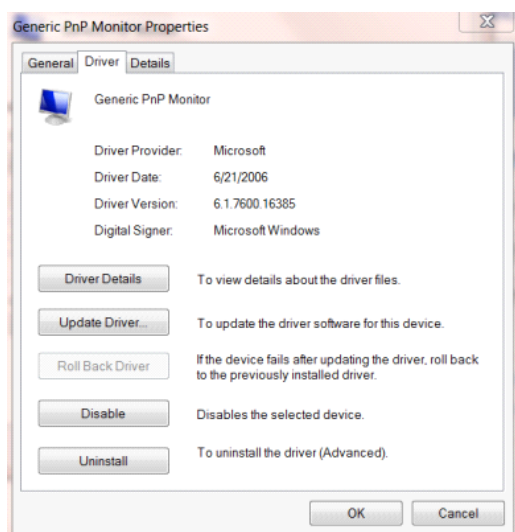 Generic PnP Monitor Properties
General Driver Details
Generic PnP Monitor
Driver Provider: Microsoft
Driver Date: 6/21/2006
Driver Version: 6.1.7600.16385
Digital Signer: Microsoft Windows
Driver Details To view details about the driver files.
Update Driver... To update the driver software for this device.
Roll Back Driver If the device fails after updating the driver, roll back
to the previously installed driver.
Disable Disables the selected device.
Uninstall To uninstall the driver (Advanced).
OK Cancel